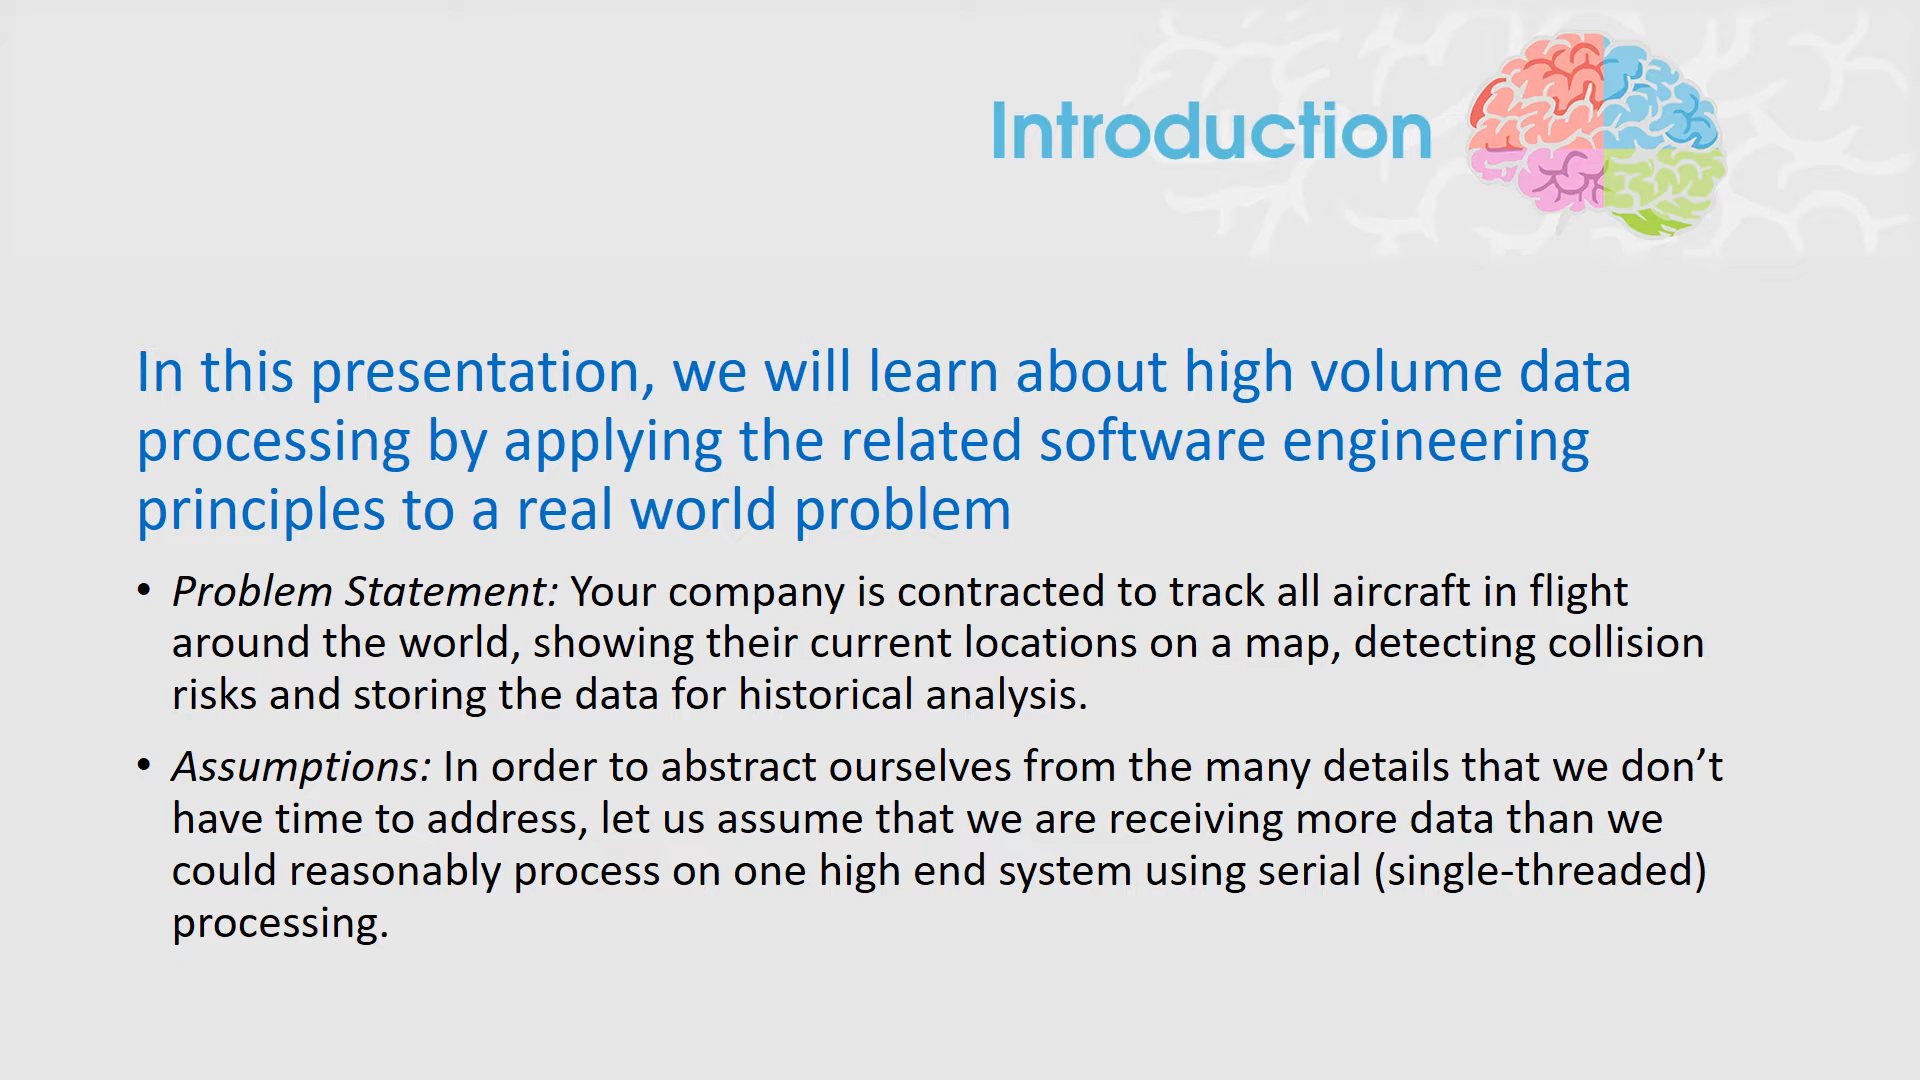 Introduction
In this presentation, we will learn about high volume data
processing by applying the related software engineering
principles to a real world problem
• Problem Statement: Your company is contracted to track all aircraft in flight
around the world, showing their current locations on a map, detecting collision
risks and storing the data for historical analysis.
• Assumptions: In order to abstract ourselves from the many details that we don’t
have time to address, let us assume that we are receiving more data than we
could reasonably process on one high end system using serial (single-threaded)
processing.